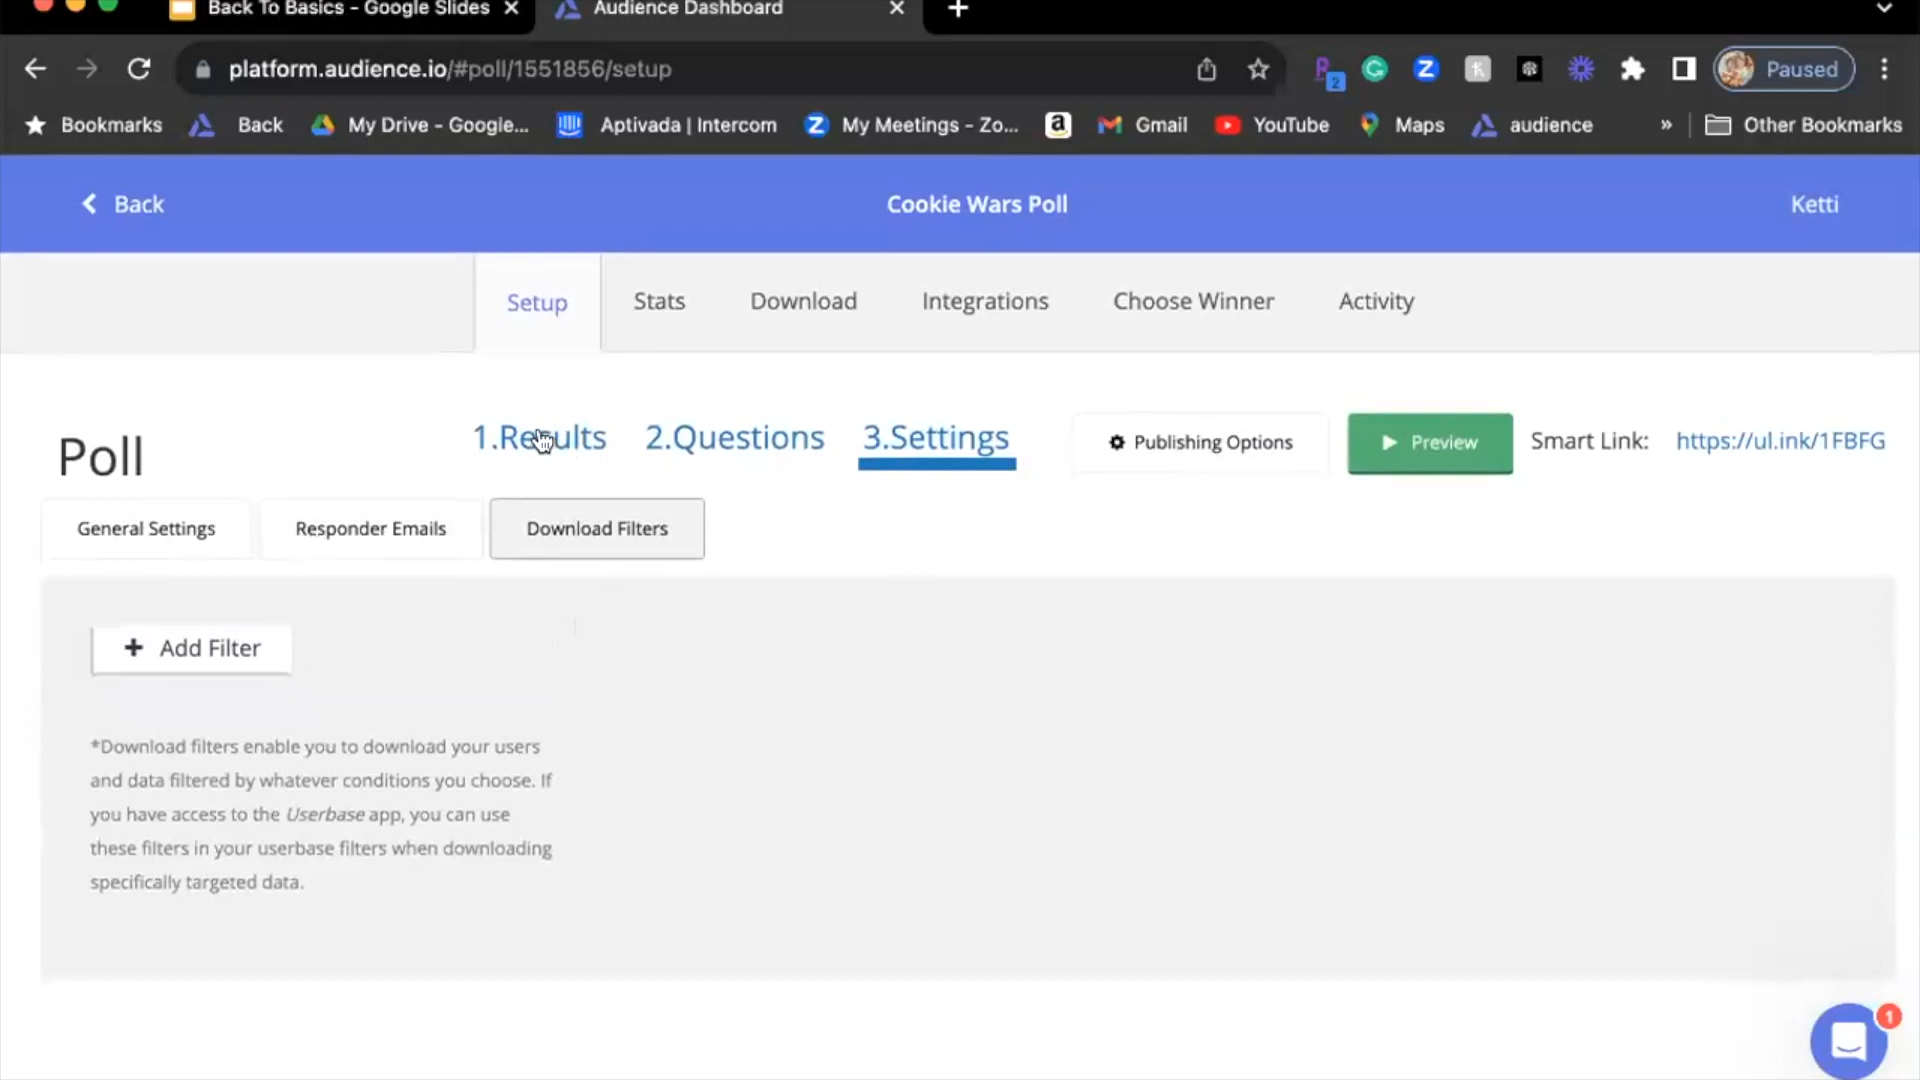 Back To Basics - Google Slides
Audience Dashboard
platform.audience.io/#poll/1551856/setup
2
Paused
Bookmarks
Back
My Drive - Google...
Aptivada | Intercom
My Meetings - Zo...
Gmail
YouTube
Maps
audience
»
Other Bookmarks
Back
Cookie Wars Poll
Ketti
Setup
Stats
Download
Integrations
Choose Winner
Activity
Poll
1.Results
2.Questions
3.Settings
Publishing Options
Preview
Smart Link:
https://ul.ink/1FBFG
General Settings
Responder Emails
Download Filters
+ Add Filter
*Download filters enable you to download your users
and data filtered by whatever conditions you choose. If
you have access to the Userbase app, you can use
these filters in your userbase filters when downloading
specifically targeted data.
1